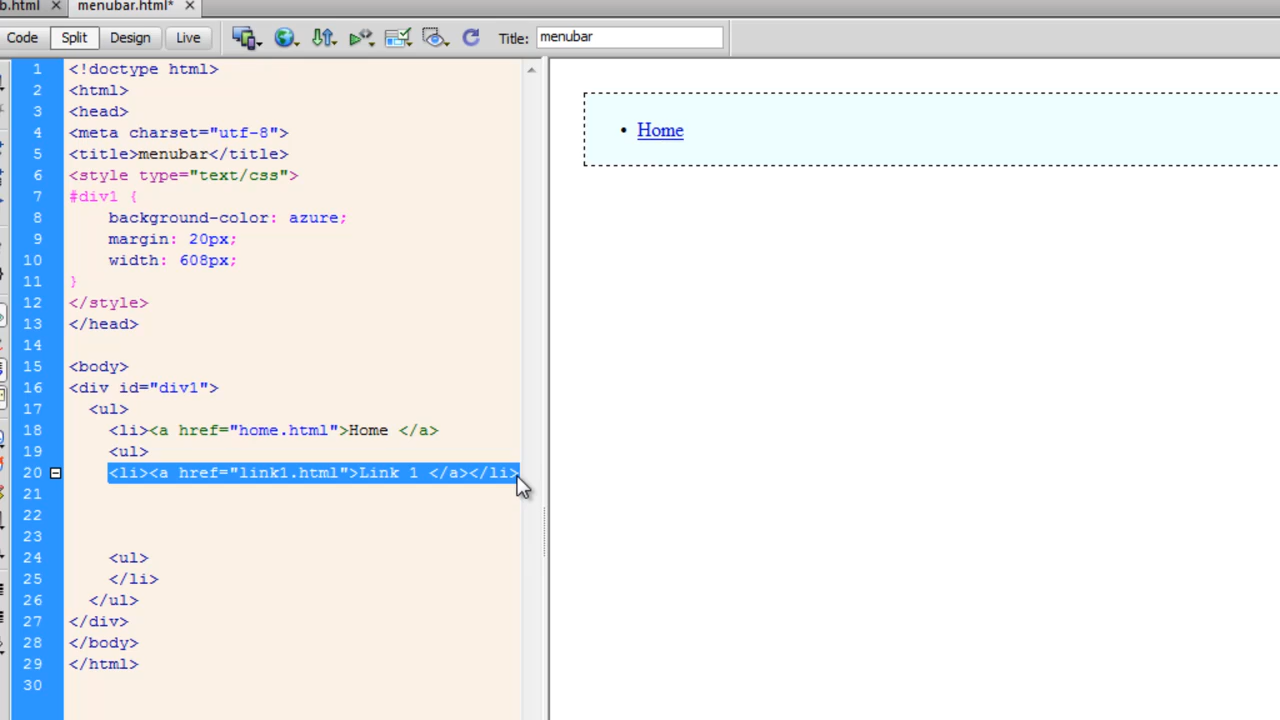 b.html × menubar.html* ×
Code Split Design Live Title: menubar
1 <!doctype html>
2 <html>
3 <head>
4 <meta charset="utf-8">
5 <title>menubar</title>
6 <style type="text/css">
7 #div1 {
8 background-color: azure;
9 margin: 20px;
10 width: 608px;
11 }
12 </style>
13 </head>
14
15 <body>
16 <div id="div1">
17 <ul>
18 <li><a href="home.html">Home </a>
19 <ul>
20 <li><a href="link1.html">Link 1 </a></li>
21
22
23
24 <ul>
25 </li>
26 </ul>
27 </div>
28 </body>
29 </html>
30
• Home